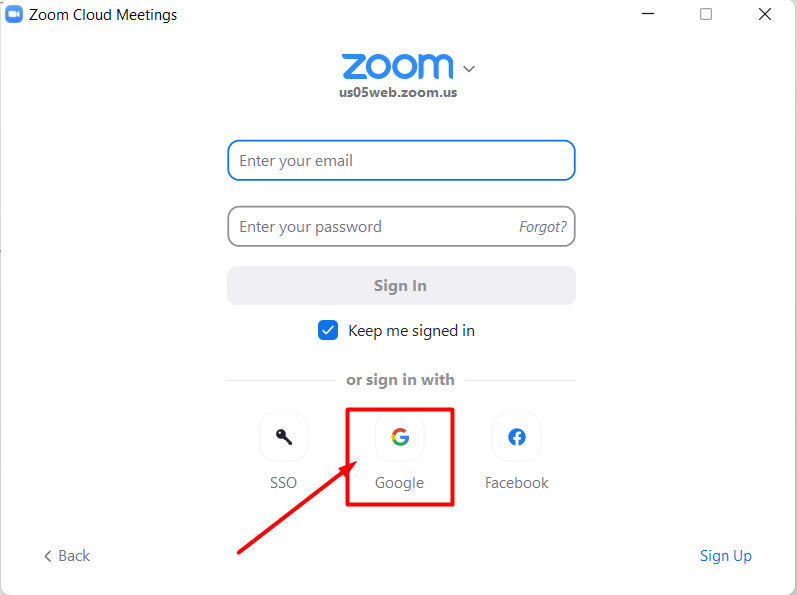 Zoom Cloud Meetings
zoom
us05web.zoom.us
Enter your email
Enter your password Forgot?
Sign In
Keep me signed in
or sign in with
SSO Google Facebook
Back Sign Up